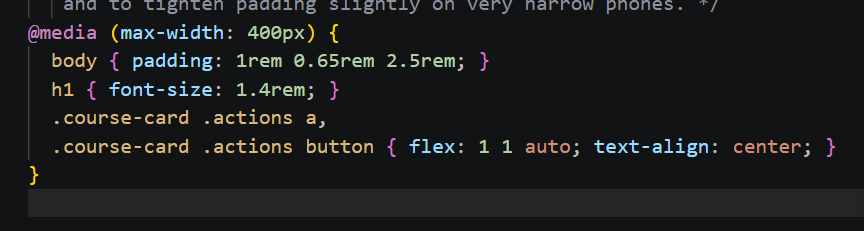 and to tighten padding slightly on very narrow phones. */
@media (max-width: 400px) {
body { padding: 1rem 0.65rem 2.5rem; }
h1 { font-size: 1.4rem; }
.course-card .actions a,
.course-card .actions button { flex: 1 1 auto; text-align: center; }
}